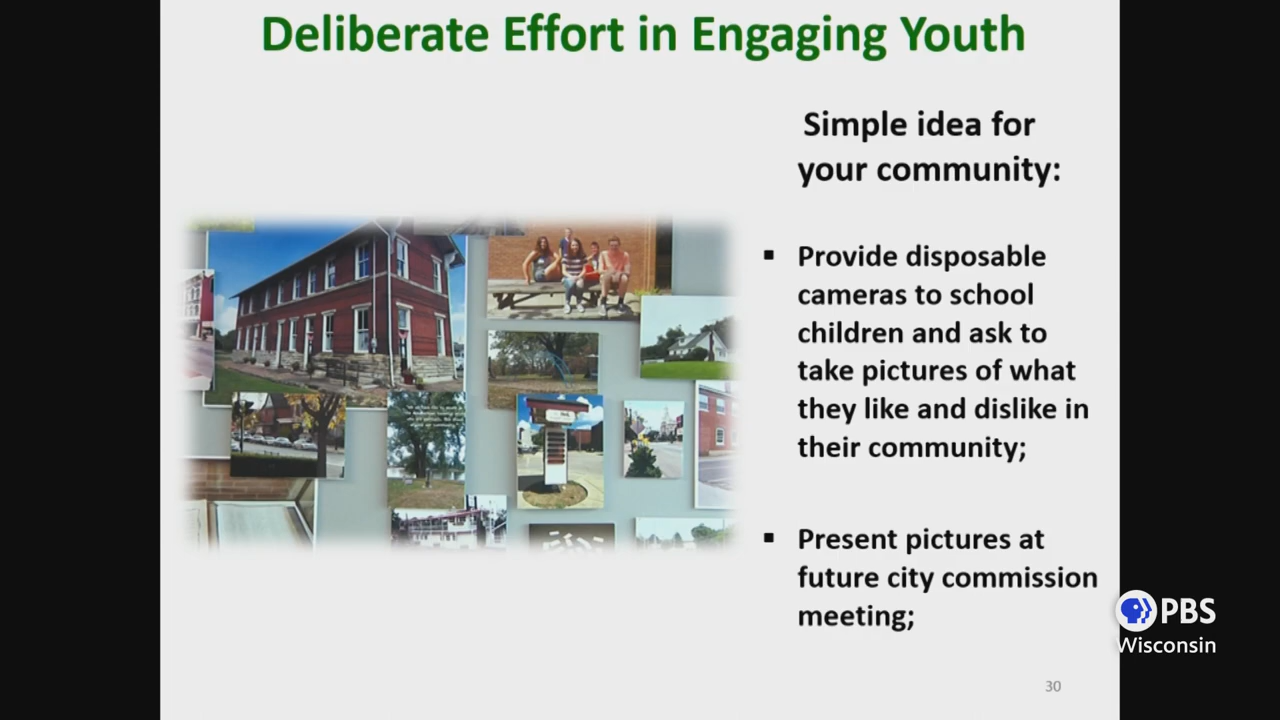 Deliberate Effort in Engaging Youth
Simple idea for
your community:
▪ Provide disposable
cameras to school
children and ask to
take pictures of what
they like and dislike in
their community;
▪ Present pictures at
future city commission
meeting;
PBS
Wisconsin
30